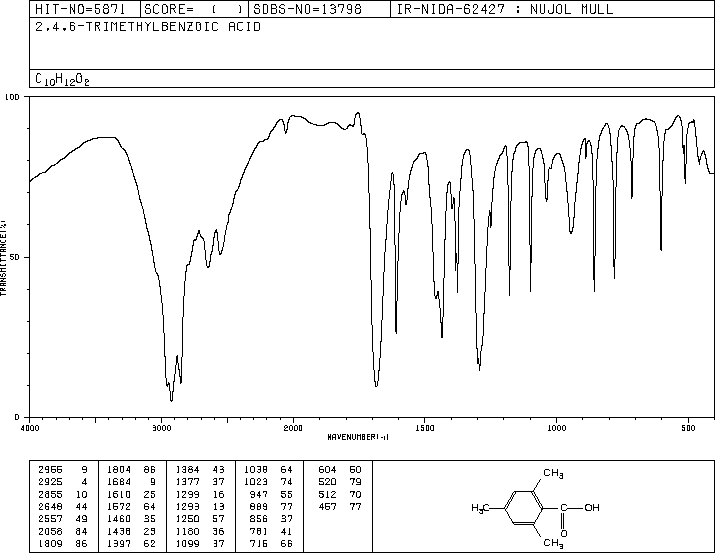 HIT-NO=5871 SCORE= ( ) SDBS-NO=13798 IR-NIDA-62427 : NUJOL MULL
2,4,6-TRIMETHYLBENZOIC ACID
C10H12O2
100
50
0
TRANSMITTANCE(%)
4000 3000 2000 1500 1000 500
WAVENUMBER(-1)
2966 9 1804 86 1384 43 1038 64 604 50
2925 4 1684 9 1377 37 1023 74 520 79
2855 10 1610 25 1299 16 947 55 512 70
2648 44 1572 64 1293 13 889 77 457 77
2557 49 1460 35 1250 57 856 37
2058 84 1438 23 1180 36 781 41
1809 86 1397 62 1099 37 716 66
CH3
H3C
OH
O
CH3